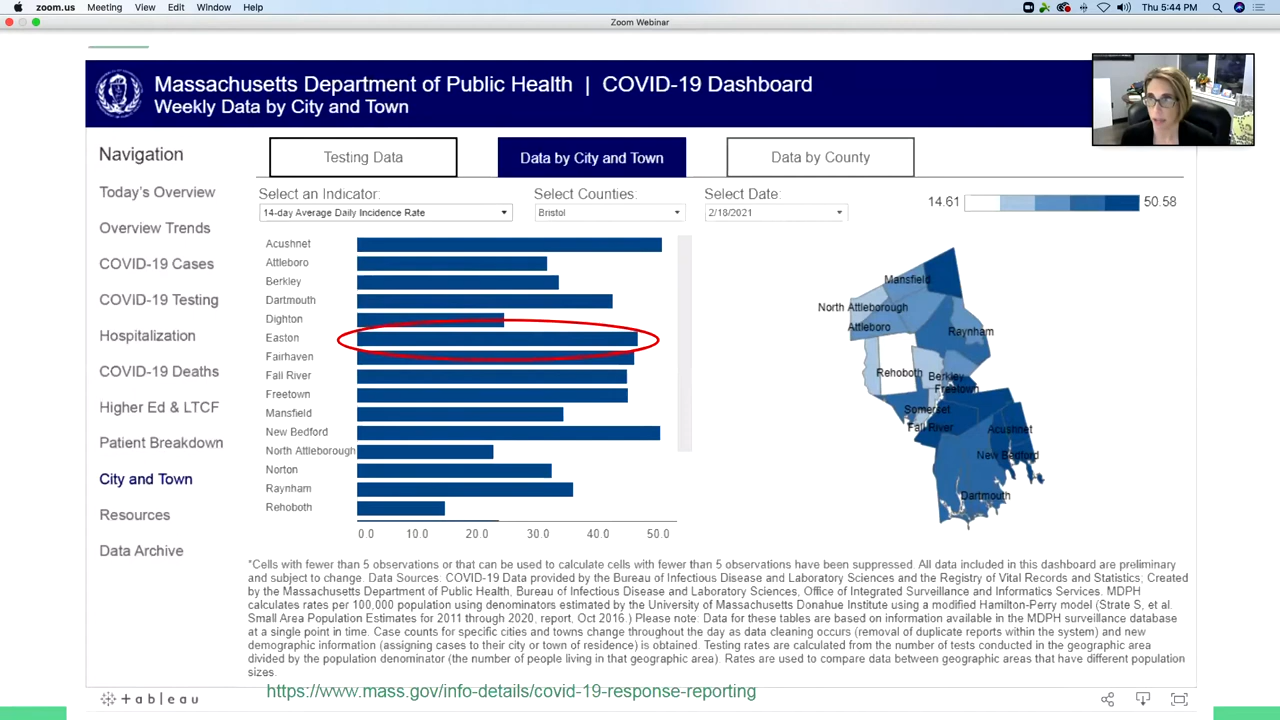 zoom.us Meeting View Edit Window Help
Thu 5:44 PM
Zoom Webinar
Massachusetts Department of Public Health | COVID-19 Dashboard
Weekly Data by City and Town
Navigation
Today's Overview
Overview Trends
COVID-19 Cases
COVID-19 Testing
Hospitalization
COVID-19 Deaths
Higher Ed & LTCF
Patient Breakdown
City and Town
Resources
Data Archive
Testing Data
Data by City and Town
Data by County
Select an Indicator:
14-day Average Daily Incidence Rate
Select Counties:
Bristol
Select Date:
2/18/2021
14.61
50.58
Acushnet
Attleboro
Berkley
Dartmouth
Dighton
Easton
Fairhaven
Fall River
Freetown
Mansfield
New Bedford
North Attleborough
Norton
Raynham
Rehoboth
0.0 10.0 20.0 30.0 40.0 50.0
Mansfield
North Attleborough
Attleboro
Raynham
Rehoboth
Berkley
Freetown
Somerset
Fall River
Acushnet
New Bedford
Dartmouth
*Cells with fewer than 5 observations or that can be used to calculate cells with fewer than 5 observations have been suppressed. All data included in this dashboard are preliminary
and subject to change. Data Sources: COVID-19 Data provided by the Bureau of Infectious Disease and Laboratory Sciences and the Registry of Vital Records and Statistics; Created
by the Massachusetts Department of Public Health, Bureau of Infectious Disease and Laboratory Sciences, Office of Integrated Surveillance and Informatics Services. MDPH
calculates rates per 100,000 population using denominators estimated by the University of Massachusetts Donahue Institute using a modified Hamilton-Perry model (Strate S, et al.
Small Area Population Estimates for 2011 through 2020, report, Oct 2016.) Please note: Data for these tables are based on information available in the MDPH surveillance database
at a single point in time. Case counts for specific cities and towns change throughout the day as data cleaning occurs (removal of duplicate reports within the system) and new
demographic information (assigning cases to their city or town of residence) is obtained. Testing rates are calculated from the number of tests conducted in the geographic area
divided by the population denominator (the number of people living in that geographic area). Rates are used to compare data between geographic areas that have different population
sizes.
https://www.mass.gov/info-details/covid-19-response-reporting
+ableau